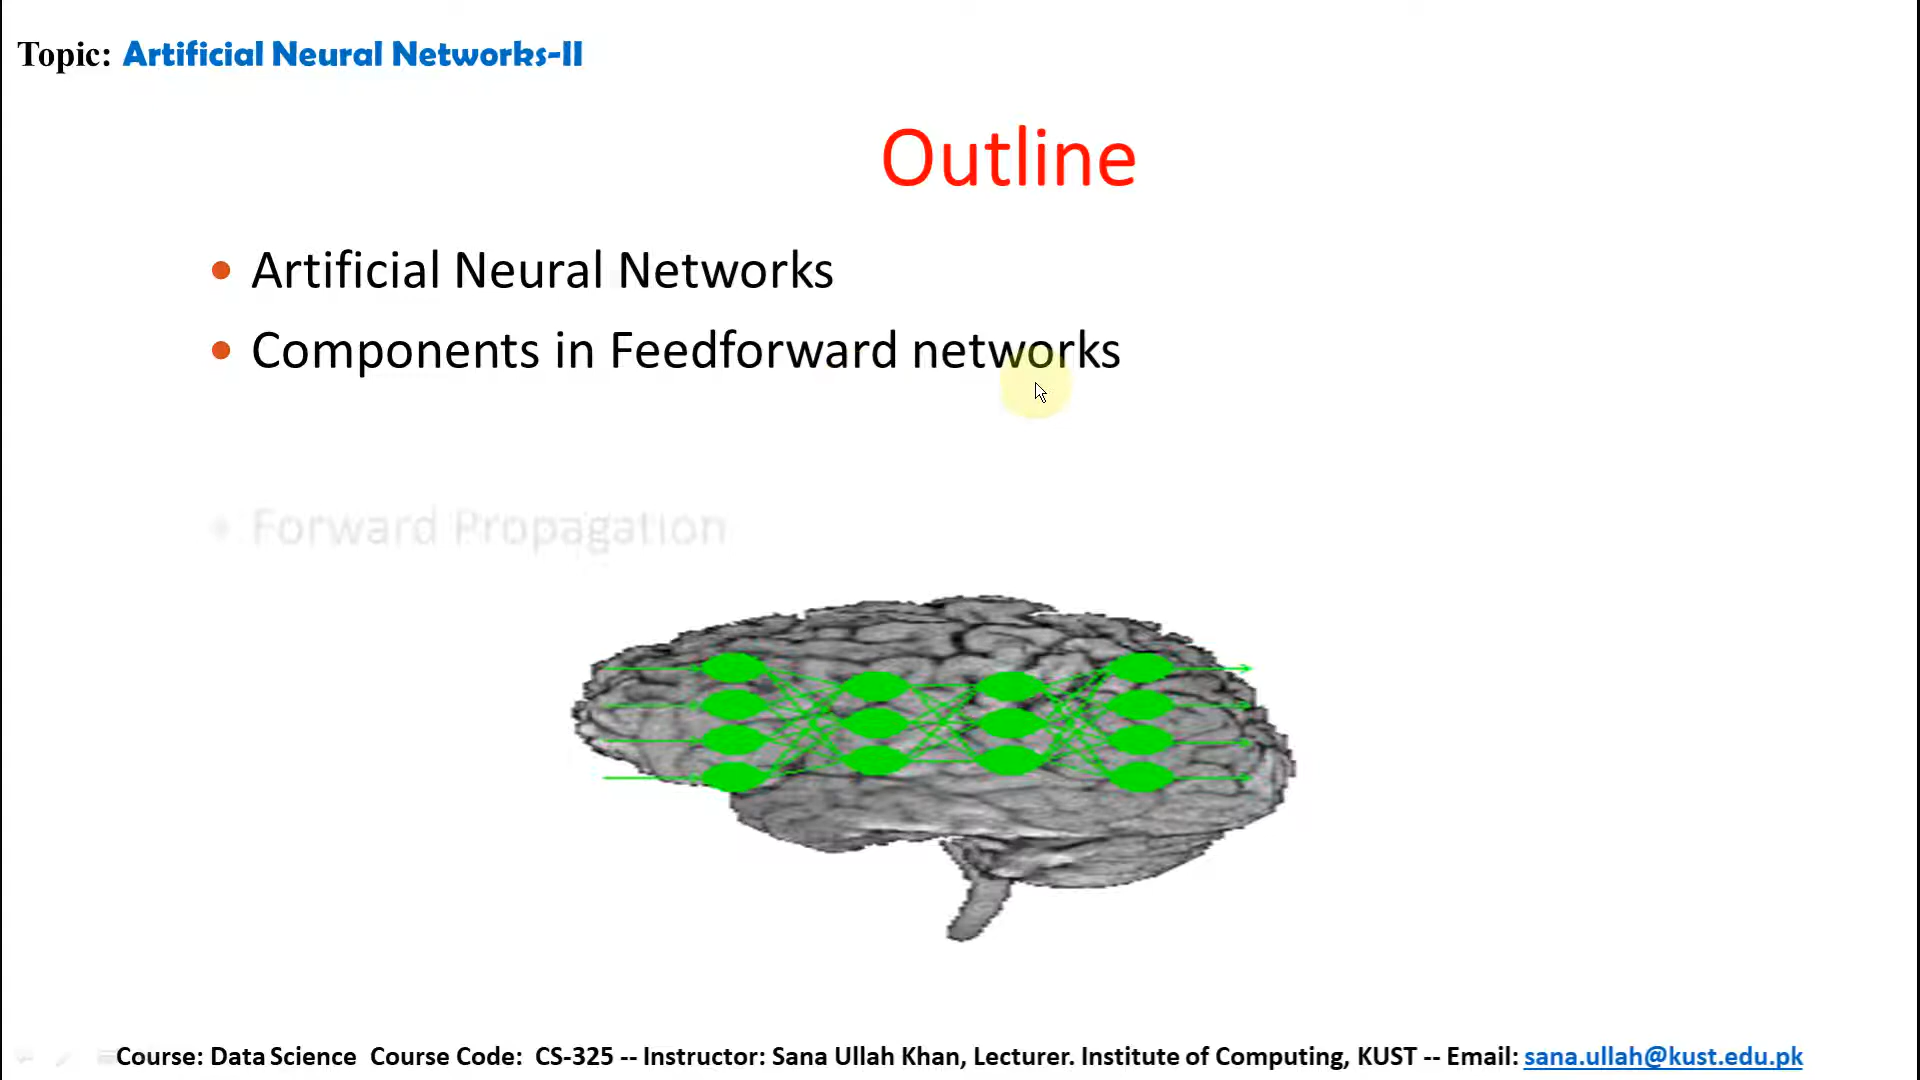 Topic: Artificial Neural Networks-II
Outline
• Artificial Neural Networks
• Components in Feedforward networks
• Forward Propagation
Course: Data Science Course Code: CS-325 -- Instructor: Sana Ullah Khan, Lecturer. Institute of Computing, KUST -- Email: sana.ullah@kust.edu.pk